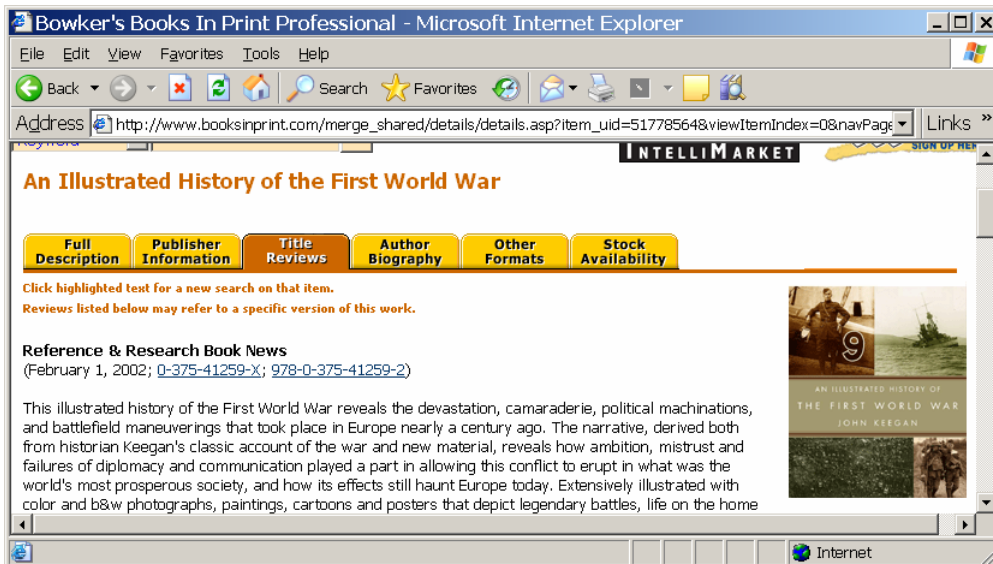 Bowker's Books In Print Professional - Microsoft Internet Explorer
File Edit View Favorites Tools Help
Back Search Favorites
Address http://www.booksinprint.com/merge_shared/details/details.asp?item_uid=51778564&viewItemIndex=0&navPage Links »
Keyword INTELLIMARKET SIGN UP HER
An Illustrated History of the First World War
Full Description Publisher Information Title Reviews Author Biography Other Formats Stock Availability
Click highlighted text for a new search on that item.
Reviews listed below may refer to a specific version of this work.
Reference & Research Book News
(February 1, 2002; 0-375-41259-X; 978-0-375-41259-2)
This illustrated history of the First World War reveals the devastation, camaraderie, political machinations,
and battlefield maneuverings that took place in Europe nearly a century ago. The narrative, derived both
from historian Keegan's classic account of the war and new material, reveals how ambition, mistrust and
failures of diplomacy and communication played a part in allowing this conflict to erupt in what was the
world's most prosperous society, and how its effects still haunt Europe today. Extensively illustrated with
color and b&w photographs, paintings, cartoons and posters that depict legendary battles, life on the home
9
AN ILLUSTRATED HISTORY OF
THE FIRST WORLD WAR
JOHN KEEGAN
Internet